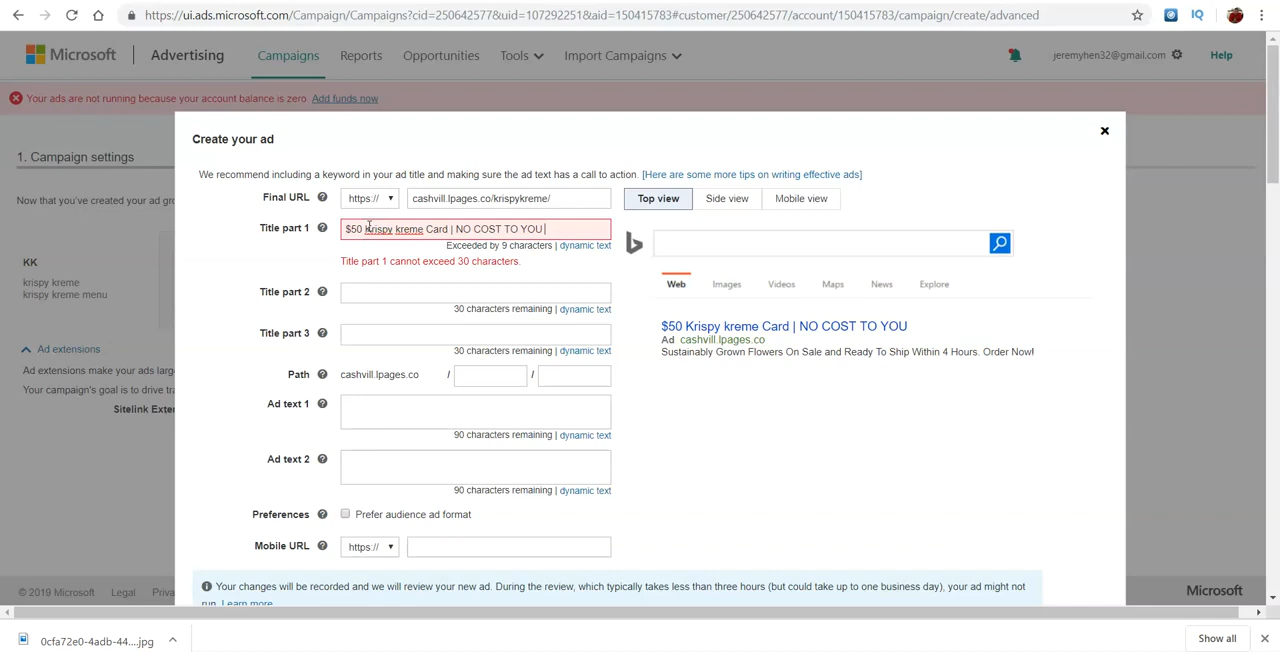 https://ui.ads.microsoft.com/Campaign/Campaigns?cid=250642577&uid=107292251&aid=150415783#customer/250642577/account/150415783/campaign/create/advanced
IQ
Microsoft Advertising Campaigns Reports Opportunities Tools Import Campaigns jeremyhen32@gmail.com Help
Your ads are not running because your account balance is zero Add funds now
Create your ad
1. Campaign settings
We recommend including a keyword in your ad title and making sure the ad text has a call to action. [Here are some more tips on writing effective ads]
Now that you've created your ad gro
Final URL https:// cashvill.lpages.co/krispykreme/ Top view Side view Mobile view
Title part 1 $50 Krispy kreme Card | NO COST TO YOU
Exceeded by 9 characters | dynamic text
Title part 1 cannot exceed 30 characters.
KK
krispy kreme
krispy kreme menu
Web Images Videos Maps News Explore
Title part 2
30 characters remaining | dynamic text
$50 Krispy kreme Card | NO COST TO YOU
Ad cashvill.lpages.co
Sustainably Grown Flowers On Sale and Ready To Ship Within 4 Hours. Order Now!
Title part 3
30 characters remaining | dynamic text
Ad extensions
Ad extensions make your ads larg
Your campaign's goal is to drive tra
Sitelink Exter
Path cashvill.lpages.co / /
Ad text 1
90 characters remaining | dynamic text
Ad text 2
90 characters remaining | dynamic text
Preferences Prefer audience ad format
Mobile URL https://
Your changes will be recorded and we will review your new ad. During the review, which typically takes less than three hours (but could take up to one business day), your ad might not
run. Learn more
© 2019 Microsoft Legal Priva Microsoft
0cfa72e0-4adb-44....jpg Show all